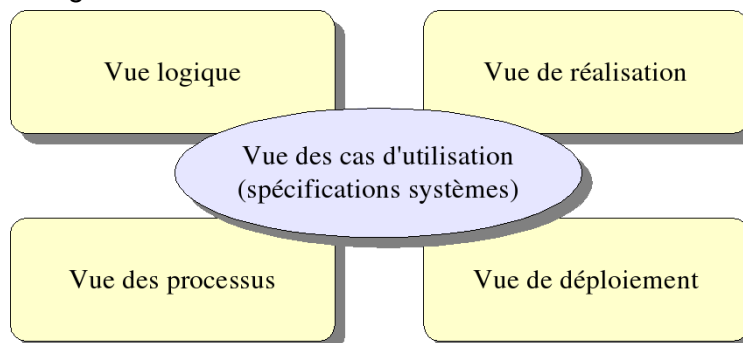 Vue logique
Vue de réalisation
Vue des cas d'utilisation
(spécifications systèmes)
Vue des processus
Vue de déploiement